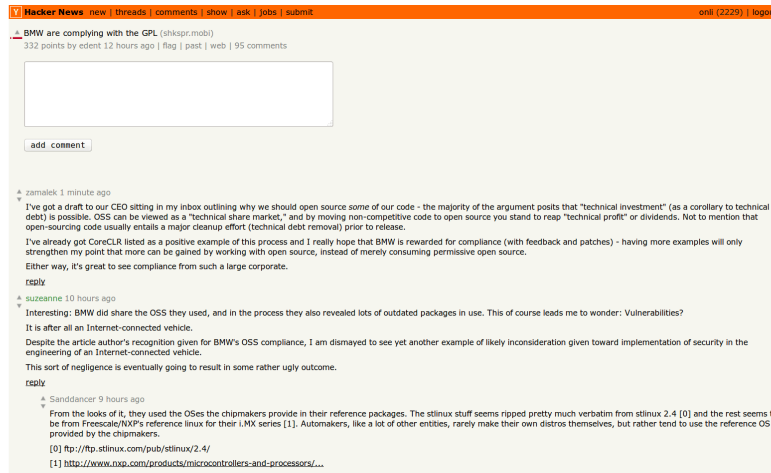 Y Hacker News new | threads | comments | show | ask | jobs | submit onli (2229) |
BMW are complying with the GPL (shkspr.mobi)
332 points by edent 12 hours ago | flag | past | web | 95 comments
add comment
zamalek 1 minute ago
I've got a draft to our CEO sitting in my inbox outlining why we should open source some of our code - the majority of the argument posits that "technical investment" (as a corollary to technical
debt) is possible. OSS can be viewed as a "technical share market," and by moving non-competitive code to open source you stand to reap "technical profit" or dividends. Not to mention that
open-sourcing code usually entails a major cleanup effort (technical debt removal) prior to release.
I've already got CoreCLR listed as a positive example of this process and I really hope that BMW is rewarded for compliance (with feedback and patches) - having more examples will only
strengthen my point that more can be gained by working with open source, instead of merely consuming permissive open source.
Either way, it's great to see compliance from such a large corporate.
reply
suzeanne 10 hours ago
Interesting: BMW did share the OSS they used, and in the process they also revealed lots of outdated packages in use. This of course leads me to wonder: Vulnerabilities?
It is after all an Internet-connected vehicle.
Despite the article author's recognition given for BMW's OSS compliance, I am dismayed to see yet another example of likely inconsideration given toward implementation of security in the
engineering of an Internet-connected vehicle.
This sort of negligence is eventually going to result in some rather ugly outcome.
reply
Sanddancer 9 hours ago
From the looks of it, they used the OSes the chipmakers provide in their reference packages. The stlinux stuff seems ripped pretty much verbatim from stlinux 2.4 [0] and the rest seems
be from Freescale/NXP's reference linux for their i.MX series [1]. Automakers, like a lot of other entities, rarely make their own distros themselves, but rather tend to use the reference OS
provided by the chipmakers.
[0] ftp://ftp.stlinux.com/pub/stlinux/2.4/
[1] http://www.nxp.com/products/microcontrollers-and-processors/...